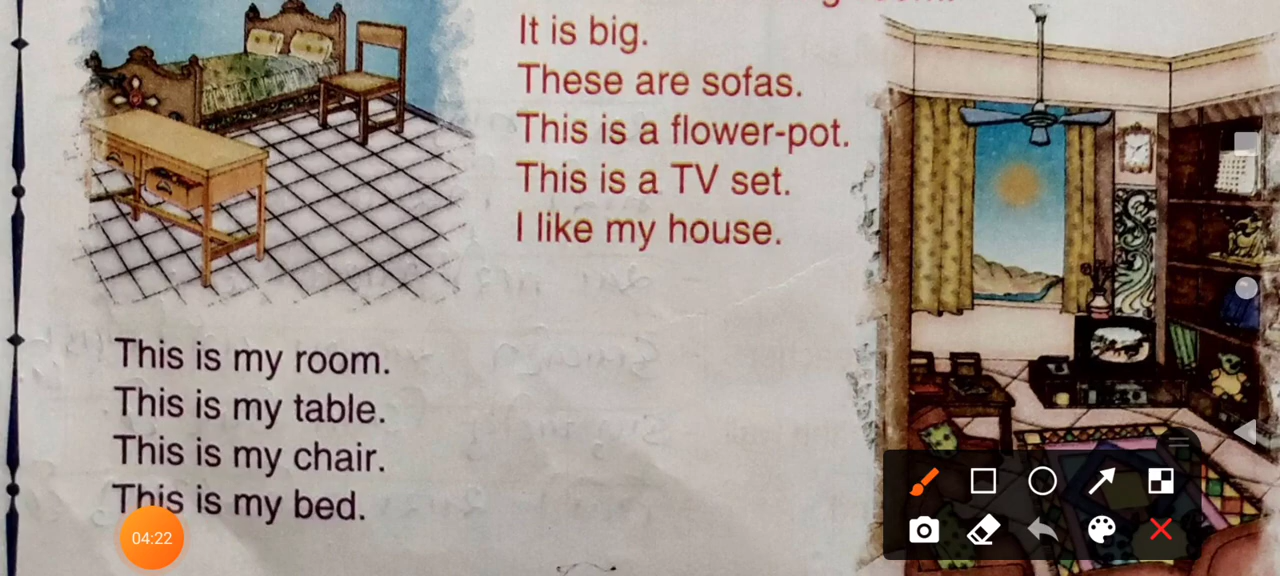 It is big.
These are sofas.
This is a flower-pot.
This is a TV set.
I like my house.
This is my room.
This is my table.
This is my chair.
This is my bed.
04:22